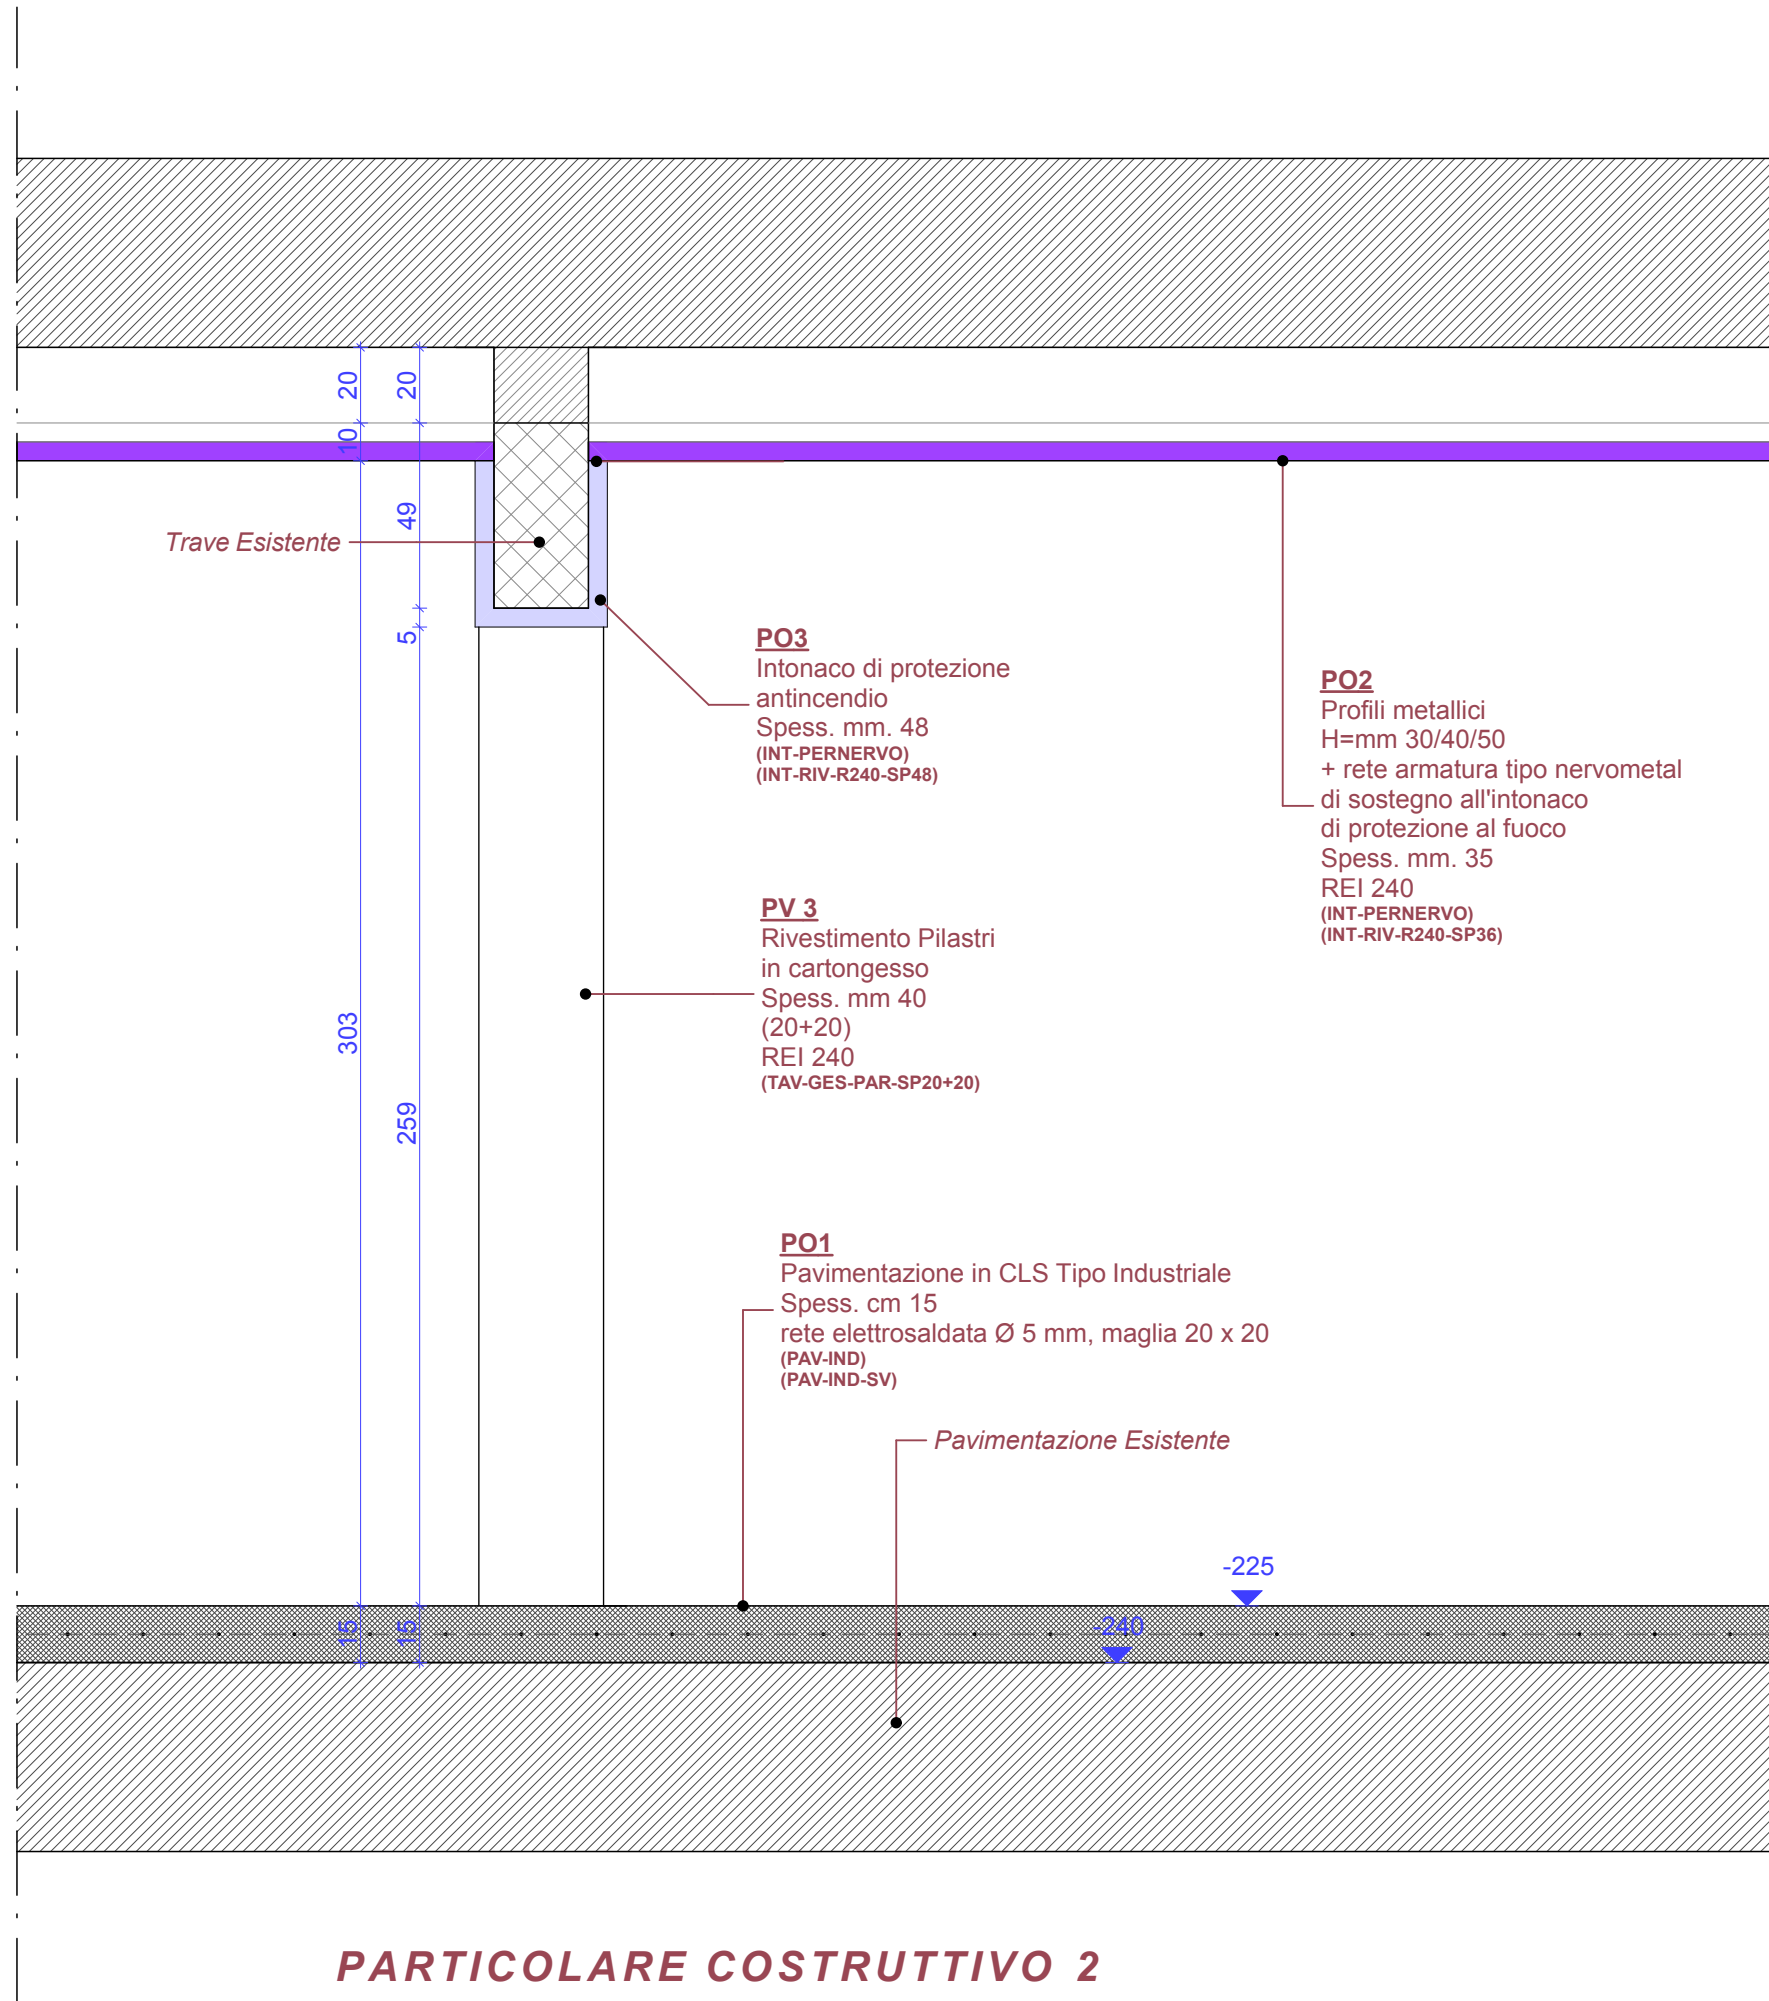 20
20
10
49
5
303
259
15
15
Trave Esistente
PO3
Intonaco di protezione
antincendio
Spess. mm. 48
(INT-PERNERVO)
(INT-RIV-R240-SP48)
PO2
Profili metallici
H=mm 30/40/50
+ rete armatura tipo nervometal
di sostegno all'intonaco
di protezione al fuoco
Spess. mm. 35
REI 240
(INT-PERNERVO)
(INT-RIV-R240-SP36)
PV 3
Rivestimento Pilastri
in cartongesso
Spess. mm 40
(20+20)
REI 240
(TAV-GES-PAR-SP20+20)
PO1
Pavimentazione in CLS Tipo Industriale
Spess. cm 15
rete elettrosaldata Ø 5 mm, maglia 20 x 20
(PAV-IND)
(PAV-IND-SV)
Pavimentazione Esistente
-225
-240
PARTICOLARE COSTRUTTIVO 2